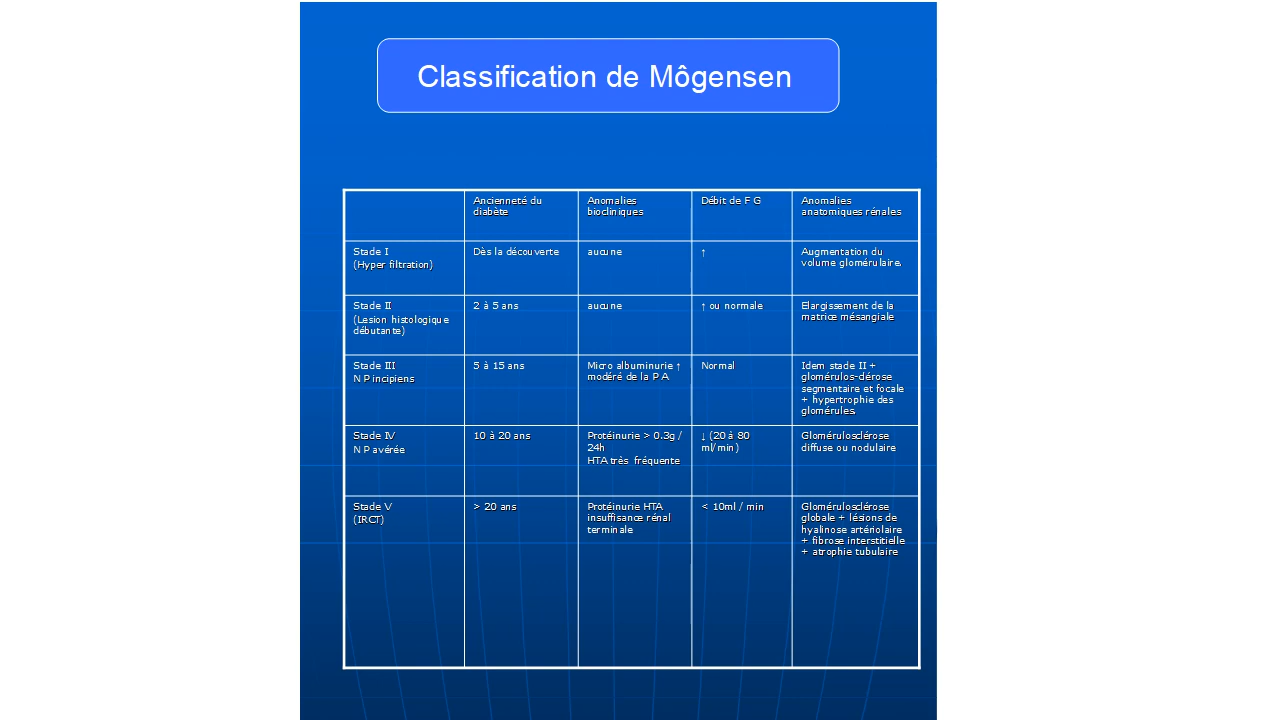 Classification de Môgensen
Ancienneté du
diabète
Anomalies
biocliniques
Débit de F G
Anomalies
anatomiques rénales
Stade I
(Hyper filtration)
Dès la découverte
aucune
↑
Augmentation du
volume glomérulaire.
Stade II
(Lesion histologique
débutante)
2 à 5 ans
aucune
↑ ou normale
Elargissement de la
matrice mésangiale
Stade III
N P incipiens
5 à 15 ans
Micro albuminurie ↑
modéré de la P A
Normal
Idem stade II +
glomérulos-dérose
segmentaire et focale
+ hypertrophie des
glomérules.
Stade IV
N P avérée
10 à 20 ans
Protéinurie > 0.3g /
24h
HTA très fréquente
↓ (20 à 80
ml/min)
Glomérulosclérose
diffuse ou nodulaire
Stade V
(IRCT)
> 20 ans
Protéinurie HTA
insuffisance rénal
terminale
< 10ml / min
Glomérulosclérose
globale + lésions de
hyalinose artériolaire
+ fibrose interstitielle
+ atrophie tubulaire